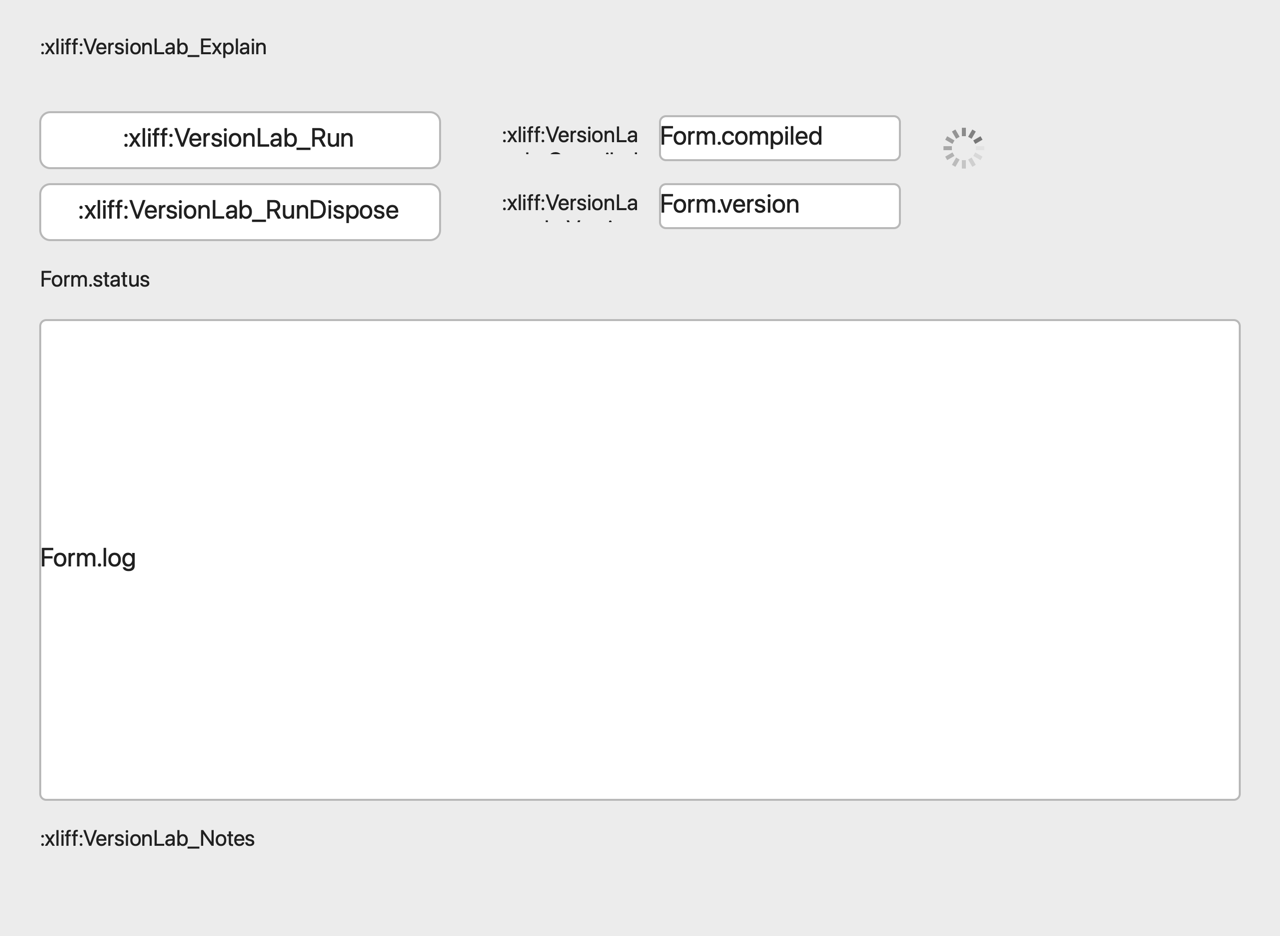 :xliff:VersionLab_Explain
:xliff:VersionLab_Run
:xliff:VersionLa
Form.compiled
:xliff:VersionLab_RunDispose
:xliff:VersionLa
Form.version
Form.status
Form.log
:xliff:VersionLab_Notes